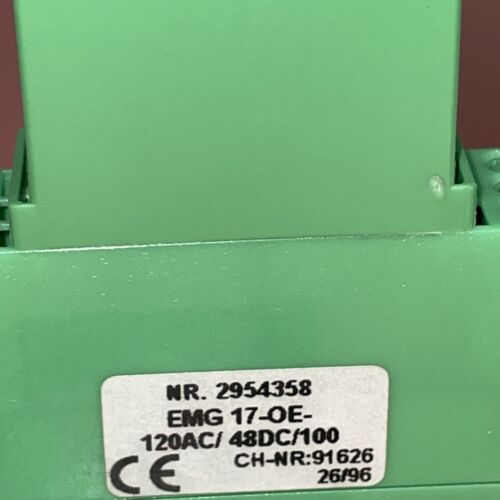 NR. 2954358
EMG 17-OE-
120AC/ 48DC/100
CH-NR:91626
CE 26/96